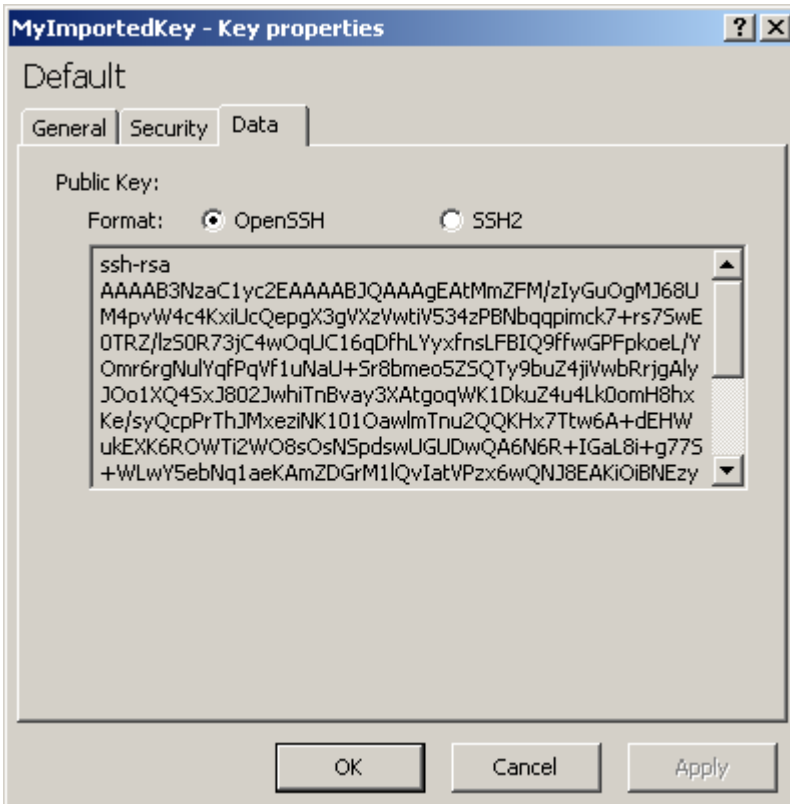 MyImportedKey - Key properties
Default
General Security Data
Public Key:
Format: OpenSSH SSH2
ssh-rsa
AAAAB3NzaC1yc2EAAAABJQAAAgEAtMmZFM/zIyGuOgMJ68U
M4pvW4c4KxiUcQepgX3gVXzVwtiV534zPBNbqqpimck7+rs7SwE
0TRZ/lzS0R73jC4wOqUC16qDfhLYyxfnsLFBIQ9ffwGPFpkoeL/Y
Omr6rgNulYqfPqVf1uNaU+Sr8bmeo5ZSQTy9buZ4jiVwbRrjgAly
JOo1XQ4SxJ802JwhiTnBvay3XAtgoqWK1DkuZ4u4Lk0omH8hx
Ke/syQcpPrThJMxeziNK101OawlmTnu2QQKHx7Ttw6A+dEHW
ukEXK6ROWTi2WO8sOsNSpdswUGUDwQA6N6R+IGaL8i+g77S
+WLwY5ebNq1aeKAmZDGrM1lQvIatVPzx6wQNJ8EAKiOiBNEzy
OK Cancel Apply